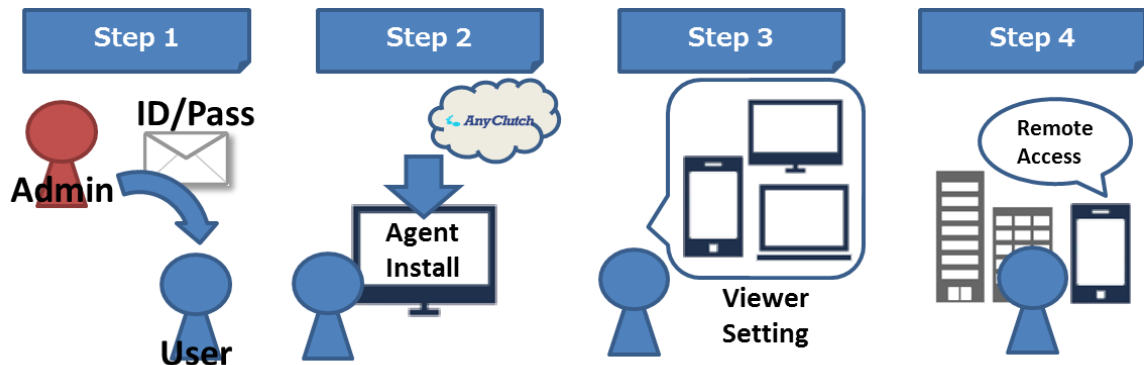 Step 1
ID/Pass
Admin
User
Step 2
AnyClutch
Agent
Install
Step 3
Viewer
Setting
Step 4
Remote
Access